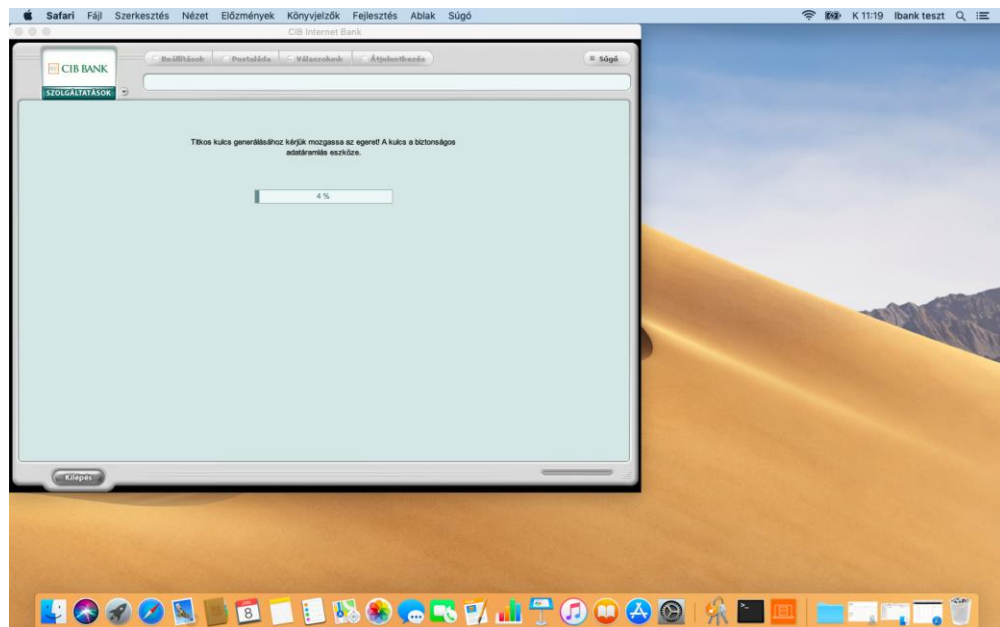 Safari Fájl Szerkesztés Nézet Előzmények Könyvjelzők Fejlesztés Ablak Súgó K 11:19 Ibank teszt
CIB Internet Bank
Beállítások Postaláda Válaszolunk Átjelentkezés Súgó
CIB BANK
SZOLGÁLTATÁSOK
Titkos kulcs generálásához kérjük mozgassa az egeret! A kulcs a biztonságos
adatáramlás eszköze.
4 %
Kilépés
8